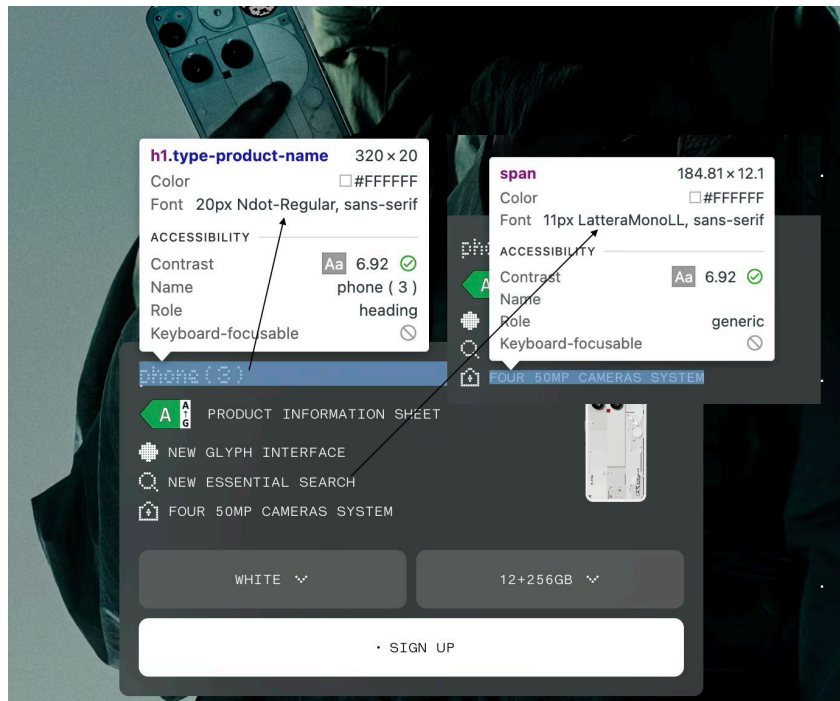 h1.type-product-name 320 × 20
Color #FFFFFF
Font 20px Ndot-Regular, sans-serif
ACCESSIBILITY
Contrast Aa 6.92
Name phone ( 3 )
Role heading
Keyboard-focusable
span 184.81 × 12.1
Color #FFFFFF
Font 11px LatteraMonoLL, sans-serif
ACCESSIBILITY
Contrast Aa 6.92
Name
Role generic
Keyboard-focusable
FOUR 50MP CAMERAS SYSTEM
phone(3)
A A↑G PRODUCT INFORMATION SHEET
NEW GLYPH INTERFACE
NEW ESSENTIAL SEARCH
FOUR 50MP CAMERAS SYSTEM
WHITE
12+256GB
· SIGN UP